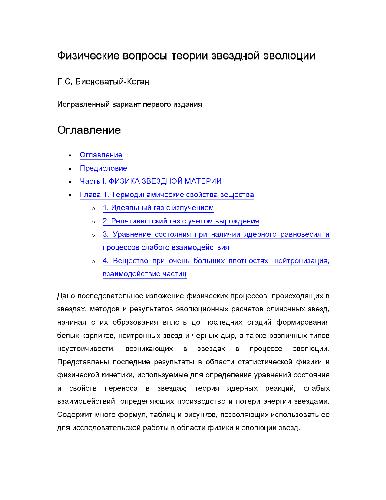 Физические вопросы теории звездной эволюции
Г.С. Бисноватый-Коган
Исправленный вариант первого издания
Оглавление
• Оглавление
• Предисловие
• Часть I. ФИЗИКА ЗВЕЗДНОЙ МАТЕРИИ
• Глава 1. Термодинамические свойства вещества
o 1. Идеальный газ с излучением
o 2. Релятивистский газ с учетом вырождения
o 3. Уравнение состояния при наличии ядерного равновесия и
процессов слабого взаимодействия
o 4. Вещество при очень больших плотностях: нейтронизация,
взаимодействие частиц
Дано последовательное изложение физических процессов, происходящих в
звездах, методов и результатов эволюционных расчетов одиночных звезд,
начиная с их образования вплоть до последних стадий формирования
белых карликов, нейтронных звезд и черных дыр, а также различных типов
неустойчивости, возникающих в звездах в процессе эволюции.
Представлены последние результаты в области статистической физики и
физической кинетики, используемые для определения уравнений состояния
и свойств переноса в звездах, теория ядерных реакций, слабых
взаимодействий, определяющих производство и потери энергии звездами.
Содержит много формул, таблиц и рисунков, позволяющих использовать ее
для исследовательской работы в области физики и эволюции звезд.